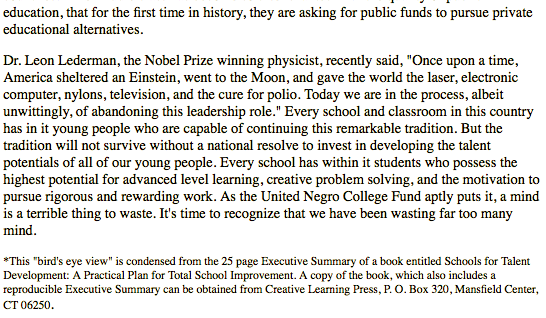 education, that for the first time in history, they are asking for public funds to pursue private
educational alternatives.
Dr. Leon Lederman, the Nobel Prize winning physicist, recently said, "Once upon a time,
America sheltered an Einstein, went to the Moon, and gave the world the laser, electronic
computer, nylons, television, and the cure for polio. Today we are in the process, albeit
unwittingly, of abandoning this leadership role." Every school and classroom in this country
has in it young people who are capable of continuing this remarkable tradition. But the
tradition will not survive without a national resolve to invest in developing the talent
potentials of all of our young people. Every school has within it students who possess the
highest potential for advanced level learning, creative problem solving, and the motivation to
pursue rigorous and rewarding work. As the United Negro College Fund aptly puts it, a mind
is a terrible thing to waste. It's time to recognize that we have been wasting far too many
mind.
*This "bird's eye view" is condensed from the 25 page Executive Summary of a book entitled Schools for Talent
Development: A Practical Plan for Total School Improvement. A copy of the book, which also includes a
reproducible Executive Summary can be obtained from Creative Learning Press, P. O. Box 320, Mansfield Center,
CT 06250.